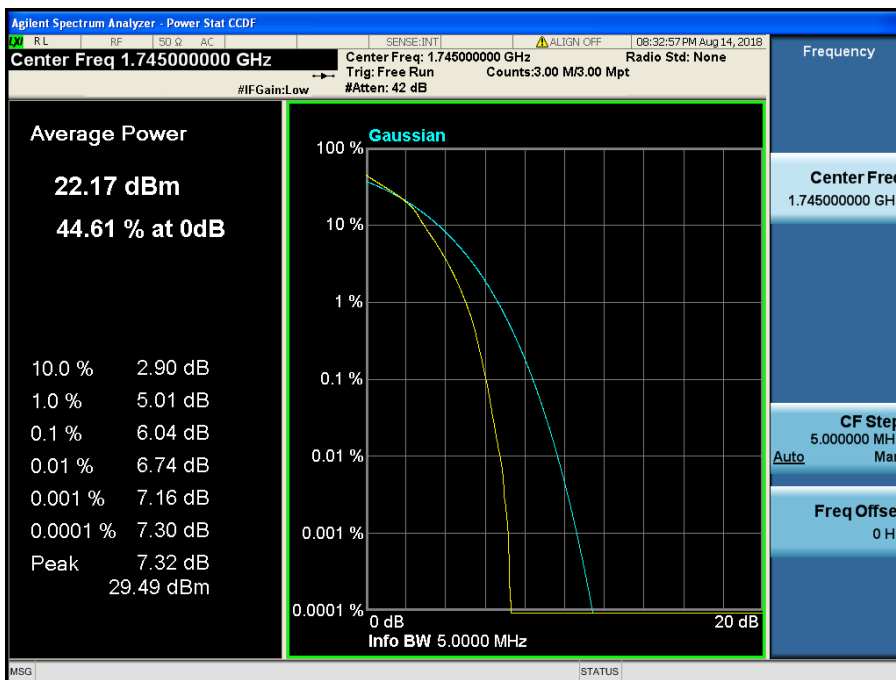 Agilent Spectrum Analyzer - Power Stat CCDF
LXI RL RF 50 Ω AC SENSE:INT ALIGN OFF 08:32:57 PM Aug 14, 2018
Center Freq 1.745000000 GHz
Center Freq: 1.745000000 GHz Radio Std: None
Trig: Free Run Counts:3.00 M/3.00 Mpt
#IFGain:Low #Atten: 42 dB
Average Power
22.17 dBm
44.61 % at 0dB
10.0 % 2.90 dB
1.0 % 5.01 dB
0.1 % 6.04 dB
0.01 % 6.74 dB
0.001 % 7.16 dB
0.0001 % 7.30 dB
Peak 7.32 dB
29.49 dBm
Gaussian
100 %
10 %
1 %
0.1 %
0.01 %
0.001 %
0.0001 %
0 dB 20 dB
Info BW 5.0000 MHz
Frequency
Center Freq
1.745000000 GH
CF Step
5.000000 MH
Auto Man
Freq Offse
0 H
MSG STATUS